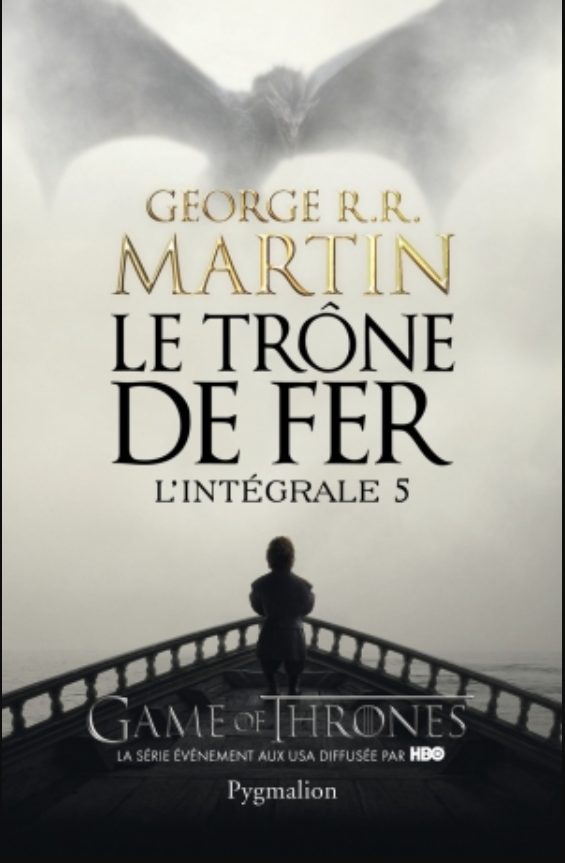 GEORGE R.R.
MARTIN
LE TRÔNE
DE FER
L'INTÉGRALE 5
GAME OF THRONES
LA SÉRIE ÉVÉNEMENT AUX USA DIFFUSÉE PAR HBO
Pygmalion